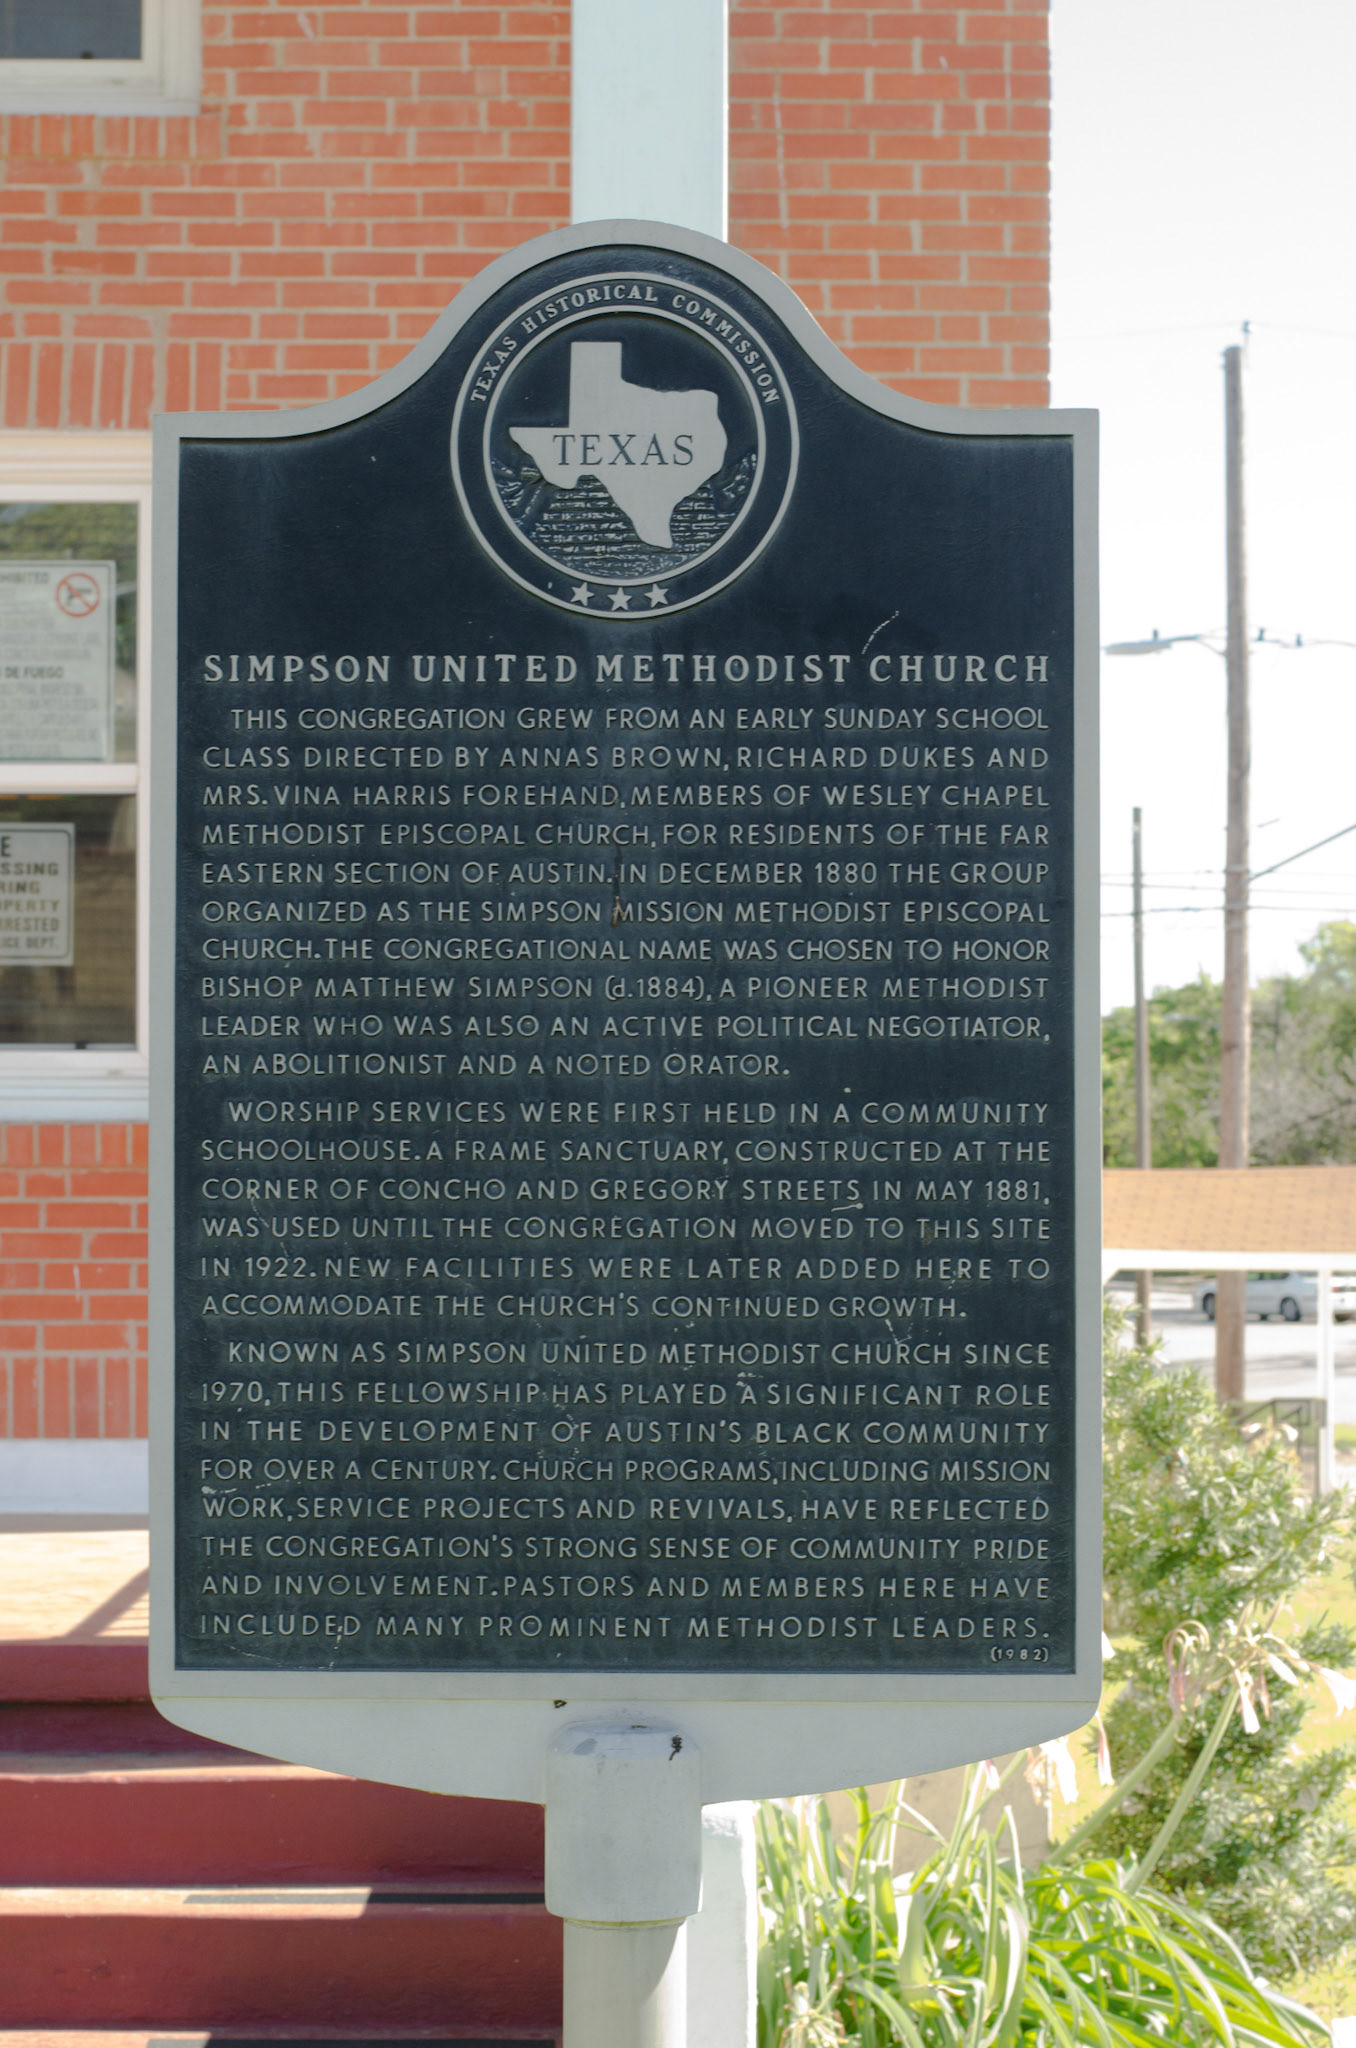 TEXAS HISTORICAL COMMISSION
TEXAS
SIMPSON UNITED METHODIST CHURCH
THIS CONGREGATION GREW FROM AN EARLY SUNDAY SCHOOL
CLASS DIRECTED BY ANNAS BROWN, RICHARD DUKES AND
MRS. VINA HARRIS FOREHAND, MEMBERS OF WESLEY CHAPEL
METHODIST EPISCOPAL CHURCH, FOR RESIDENTS OF THE FAR
EASTERN SECTION OF AUSTIN. IN DECEMBER 1880 THE GROUP
ORGANIZED AS THE SIMPSON MISSION METHODIST EPISCOPAL
CHURCH. THE CONGREGATIONAL NAME WAS CHOSEN TO HONOR
BISHOP MATTHEW SIMPSON (d.1884), A PIONEER METHODIST
LEADER WHO WAS ALSO AN ACTIVE POLITICAL NEGOTIATOR,
AN ABOLITIONIST AND A NOTED ORATOR.
WORSHIP SERVICES WERE FIRST HELD IN A COMMUNITY
SCHOOLHOUSE. A FRAME SANCTUARY, CONSTRUCTED AT THE
CORNER OF CONCHO AND GREGORY STREETS IN MAY 1881,
WAS USED UNTIL THE CONGREGATION MOVED TO THIS SITE
IN 1922. NEW FACILITIES WERE LATER ADDED HERE TO
ACCOMMODATE THE CHURCH'S CONTINUED GROWTH.
KNOWN AS SIMPSON UNITED METHODIST CHURCH SINCE
1970, THIS FELLOWSHIP HAS PLAYED A SIGNIFICANT ROLE
IN THE DEVELOPMENT OF AUSTIN'S BLACK COMMUNITY
FOR OVER A CENTURY. CHURCH PROGRAMS, INCLUDING MISSION
WORK, SERVICE PROJECTS AND REVIVALS, HAVE REFLECTED
THE CONGREGATION'S STRONG SENSE OF COMMUNITY PRIDE
AND INVOLVEMENT. PASTORS AND MEMBERS HERE HAVE
INCLUDED MANY PROMINENT METHODIST LEADERS.
(1982)
DE FUEGO